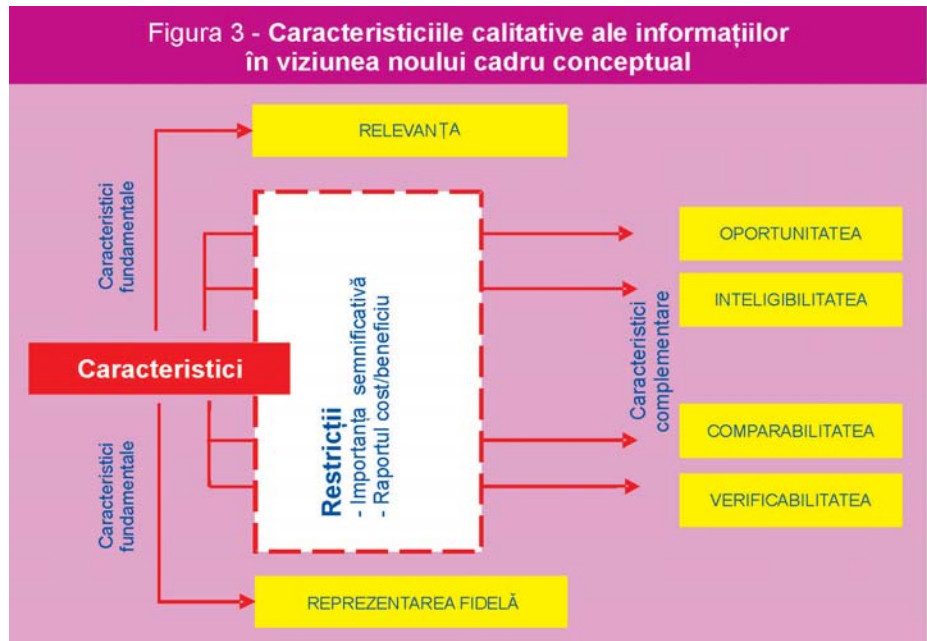 Figura 3 - Caracteristiciile calitative ale informațiilor
în viziunea noului cadru conceptual
RELEVANȚA
Caracteristici
fundamentale
Caracteristici
Caracteristici
fundamentale
Restricții
- Importanța semnificativă
- Raportul cost/beneficiu
Caracteristici
complementare
OPORTUNITATEA
INTELIGIBILITATEA
COMPARABILITATEA
VERIFICABILITATEA
REPREZENTAREA FIDELĂ